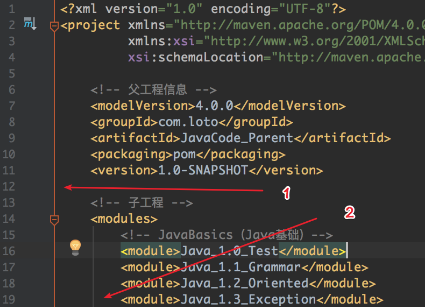 1 <?xml version="1.0" encoding="UTF-8"?>
2 <project xmlns="http://maven.apache.org/POM/4.0.0
3 xmlns:xsi="http://www.w3.org/2001/XMLSch
4 xsi:schemaLocation="http://maven.apache.
5
6 <!-- 父工程信息 -->
7 <modelVersion>4.0.0</modelVersion>
8 <groupId>com.loto</groupId>
9 <artifactId>JavaCode_Parent</artifactId>
10 <packaging>pom</packaging>
11 <version>1.0-SNAPSHOT</version>
12 1
13 <!-- 子工程 --> 2
14 <modules>
15 <!-- JavaBasics（Java基础）-->
16 <module>Java_1.0_Test</module>
17 <module>Java_1.1_Grammar</module>
18 <module>Java_1.2_Oriented</module>
19 <module>Java_1.3_Exception</module>